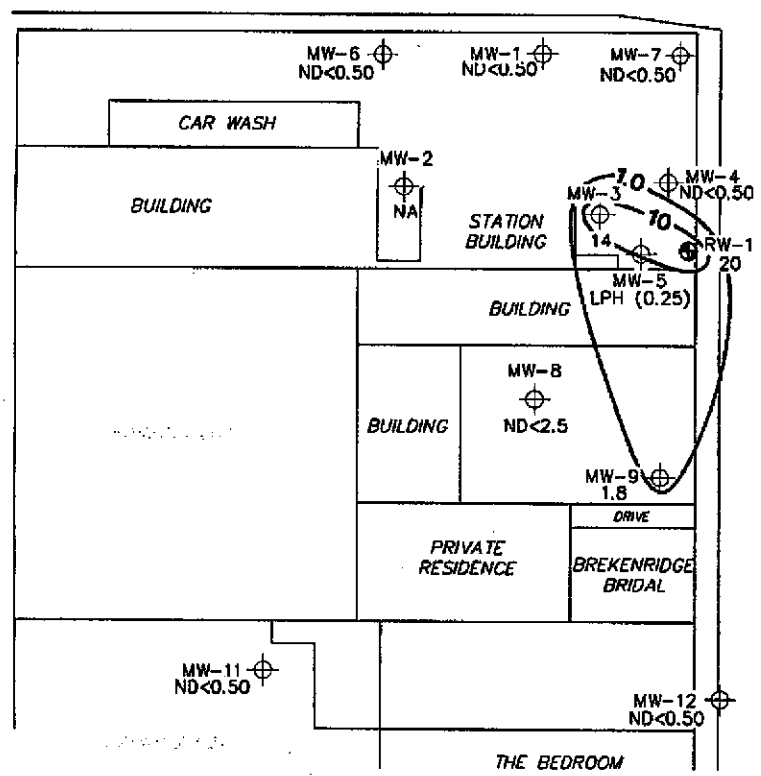 MW-6
ND<0.50
MW-1
ND<0.50
MW-7
ND<0.50
CAR WASH
MW-2
NA
BUILDING
STATION
BUILDING
MW-3
14
1.0
10
MW-4
ND<0.50
RW-1
20
MW-5
LPH (0.25)
BUILDING
MW-8
ND<2.5
BUILDING
MW-9
1.8
DRIVE
PRIVATE
RESIDENCE
BREKENRIDGE
BRIDAL
MW-11
ND<0.50
MW-12
ND<0.50
THE BEDROOM